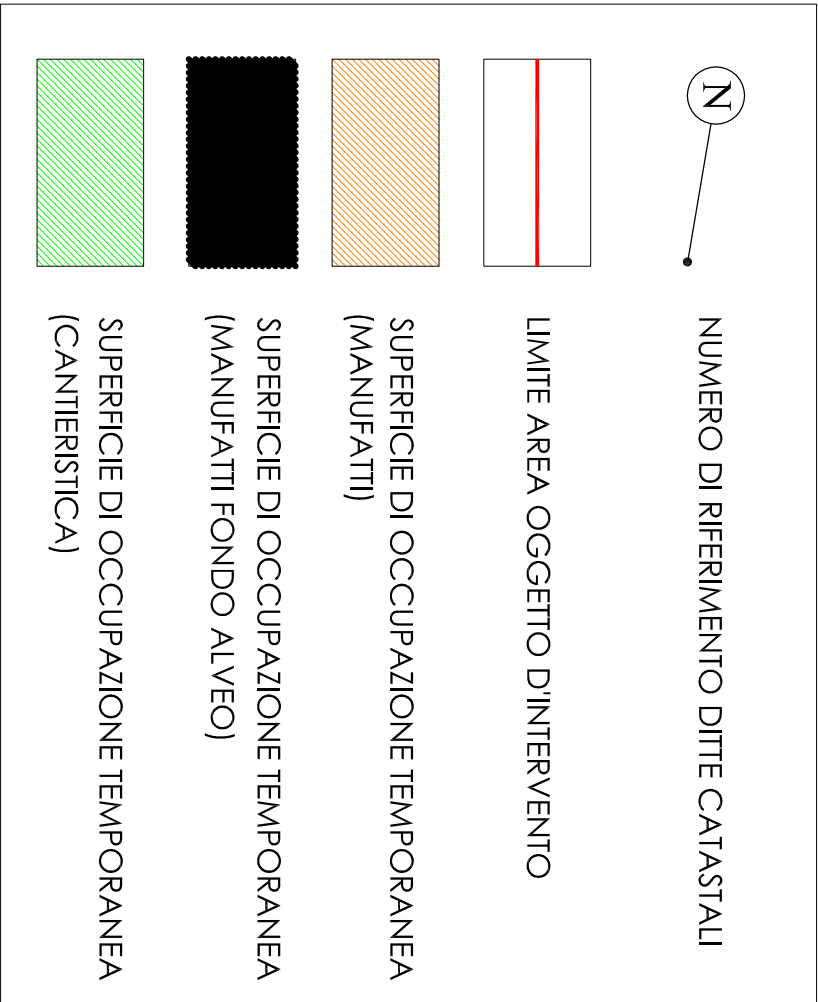 N
NUMERO DI RIFERIMENTO DITTE CATASTALI
LIMITE AREA OGGETTO D'INTERVENTO
SUPERFICIE DI OCCUPAZIONE TEMPORANEA
(MANUFATTI)
SUPERFICIE DI OCCUPAZIONE TEMPORANEA
(MANUFATTI FONDO ALVEO)
SUPERFICIE DI OCCUPAZIONE TEMPORANEA
(CANTIERISTICA)